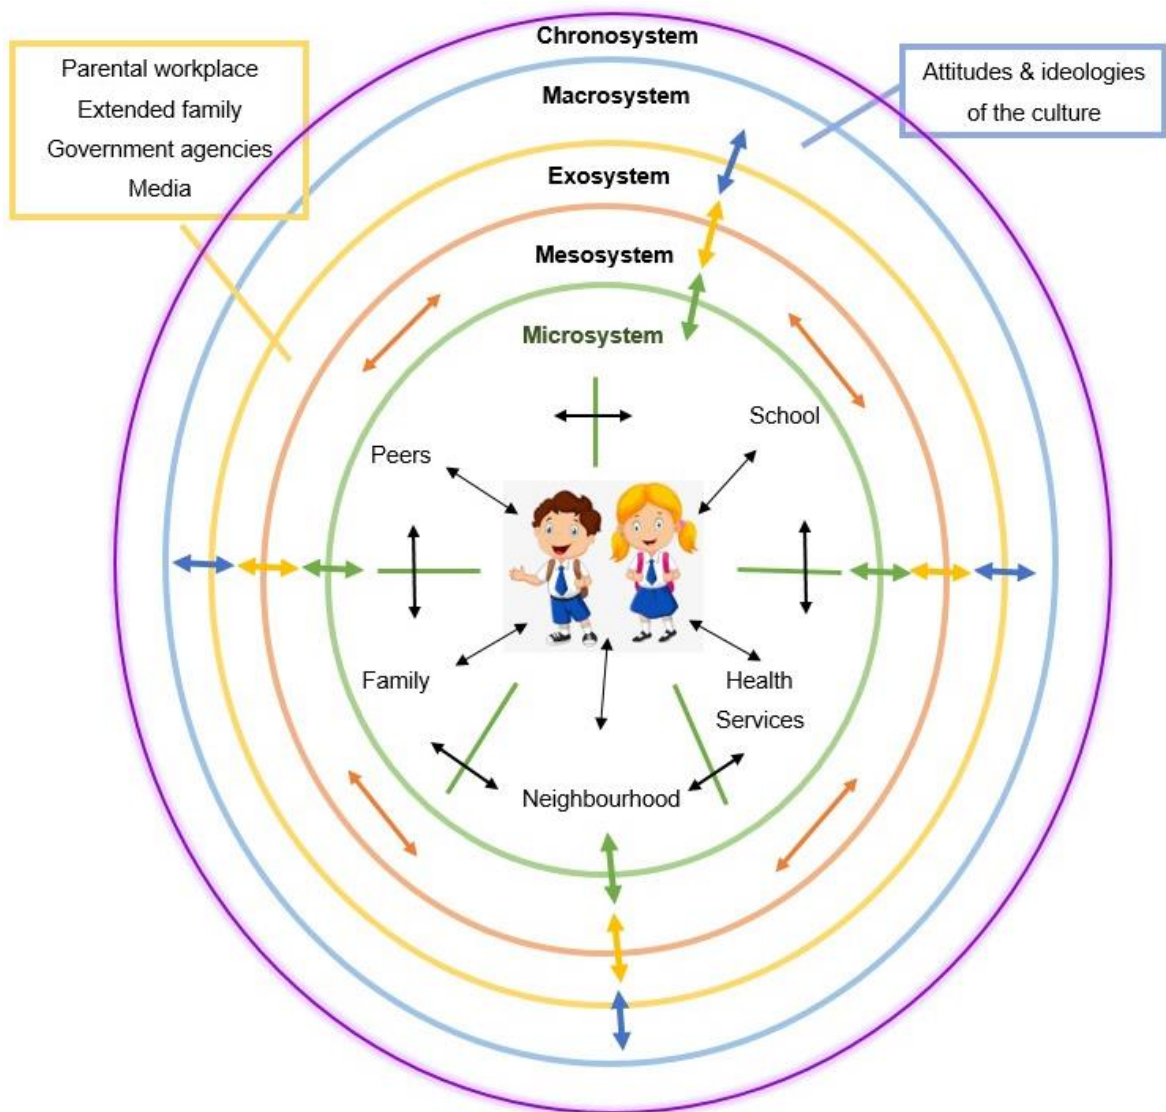 Chronosystem
Parental workplace
Extended family
Government agencies
Media
Attitudes & ideologies
of the culture
Macrosystem
Exosystem
Mesosystem
Microsystem
School
Peers
Family
Health
Services
Neighbourhood